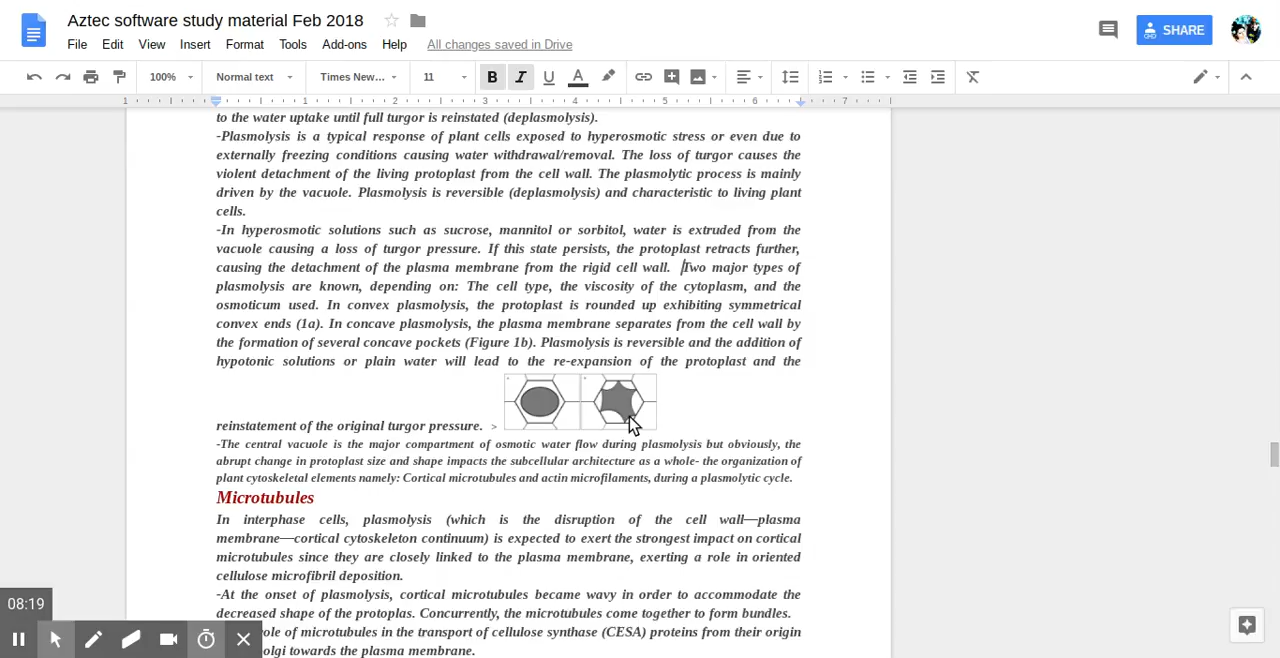 Aztec software study material Feb 2018
File Edit View Insert Format Tools Add-ons Help All changes saved in Drive
SHARE
100% Normal text Times New... 11
1 1 2 3 4 5 6 7
to the water uptake until full turgor is reinstated (deplasmolysis).
-Plasmolysis is a typical response of plant cells exposed to hyperosmotic stress or even due to
externally freezing conditions causing water withdrawal/removal. The loss of turgor causes the
violent detachment of the living protoplast from the cell wall. The plasmolytic process is mainly
driven by the vacuole. Plasmolysis is reversible (deplasmolysis) and characteristic to living plant
cells.
-In hyperosmotic solutions such as sucrose, mannitol or sorbitol, water is extruded from the
vacuole causing a loss of turgor pressure. If this state persists, the protoplast retracts further,
causing the detachment of the plasma membrane from the rigid cell wall. Two major types of
plasmolysis are known, depending on: The cell type, the viscosity of the cytoplasm, and the
osmoticum used. In convex plasmolysis, the protoplast is rounded up exhibiting symmetrical
convex ends (1a). In concave plasmolysis, the plasma membrane separates from the cell wall by
the formation of several concave pockets (Figure 1b). Plasmolysis is reversible and the addition of
hypotonic solutions or plain water will lead to the re-expansion of the protoplast and the
reinstatement of the original turgor pressure. >
-The central vacuole is the major compartment of osmotic water flow during plasmolysis but obviously, the
abrupt change in protoplast size and shape impacts the subcellular architecture as a whole- the organization of
plant cytoskeletal elements namely: Cortical microtubules and actin microfilaments, during a plasmolytic cycle.
Microtubules
In interphase cells, plasmolysis (which is the disruption of the cell wall—plasma
membrane—cortical cytoskeleton continuum) is expected to exert the strongest impact on cortical
microtubules since they are closely linked to the plasma membrane, exerting a role in oriented
cellulose microfibril deposition.
-At the onset of plasmolysis, cortical microtubules became wavy in order to accommodate the
decreased shape of the protoplas. Concurrently, the microtubules come together to form bundles.
ole of microtubules in the transport of cellulose synthase (CESA) proteins from their origin
olgi towards the plasma membrane.
08:19